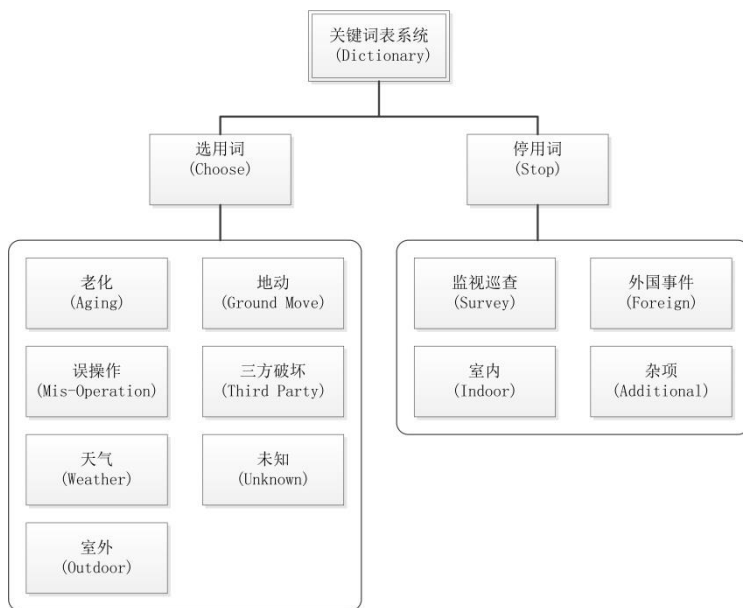 关键词表系统
(Dictionary)
选用词
(Choose)
停用词
(Stop)
老化
(Aging)
地动
(Ground Move)
误操作
(Mis-Operation)
三方破坏
(Third Party)
天气
(Weather)
未知
(Unknown)
室外
(Outdoor)
监视巡查
(Survey)
外国事件
(Foreign)
室内
(Indoor)
杂项
(Additional)